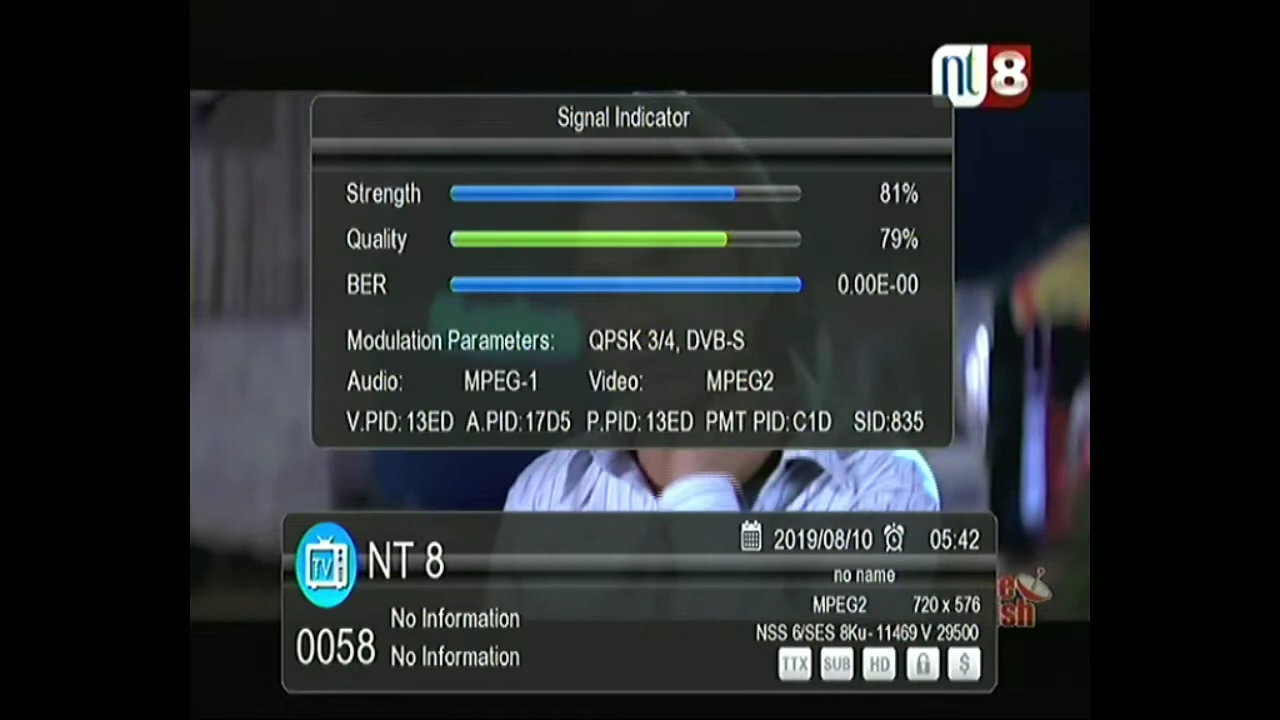 nt8
Signal Indicator
Strength 81%
Quality 79%
BER 0.00E-00
Modulation Parameters: QPSK 3/4, DVB-S
Audio: MPEG-1 Video: MPEG2
V.PID:13ED A.PID:17D5 P.PID:13ED PMT PID:C1D SID:835
TV NT 8 2019/08/10 05:42
no name
MPEG2 720 x 576
0058 No Information NSS 6/SES 8Ku- 11469 V 29500
No Information TTX SUB HD $